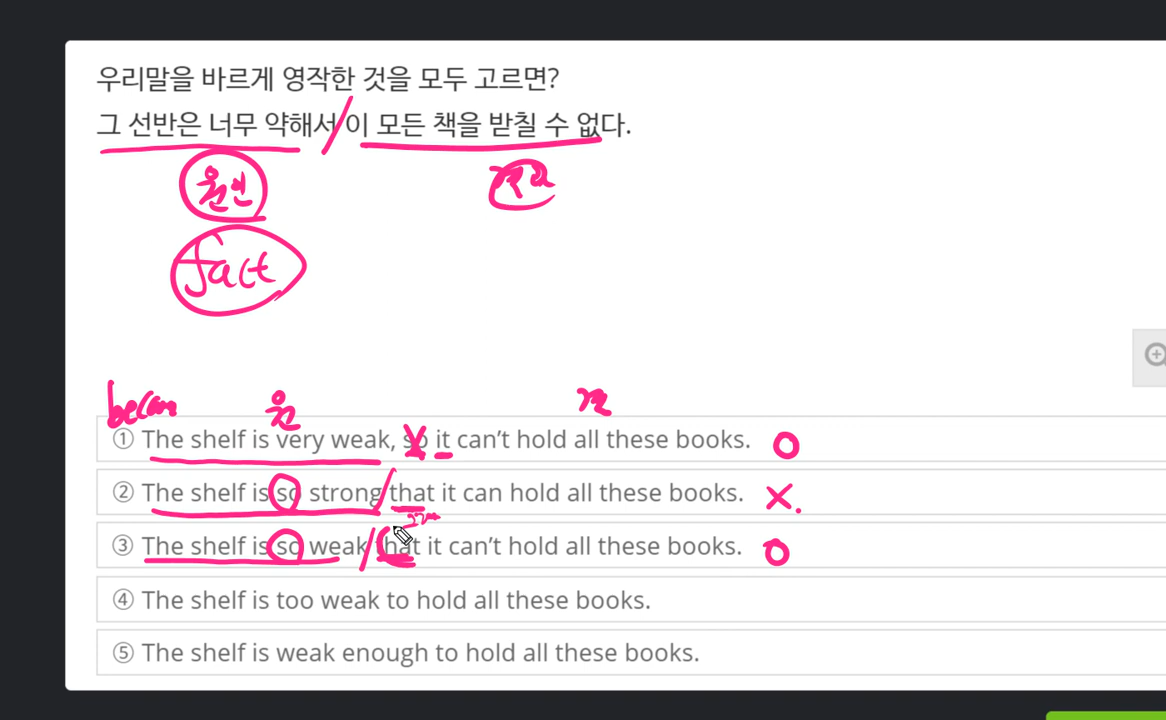 우리말을 바르게 영작한 것을 모두 고르면?
그 선반은 너무 약해서 이 모든 책을 받칠 수 없다.
원인
fact
원
① The shelf is very weak, so it can't hold all these books. O
② The shelf is so strong that it can hold all these books. X.
③ The shelf is so weak that it can't hold all these books. O
④ The shelf is too weak to hold all these books.
⑤ The shelf is weak enough to hold all these books.